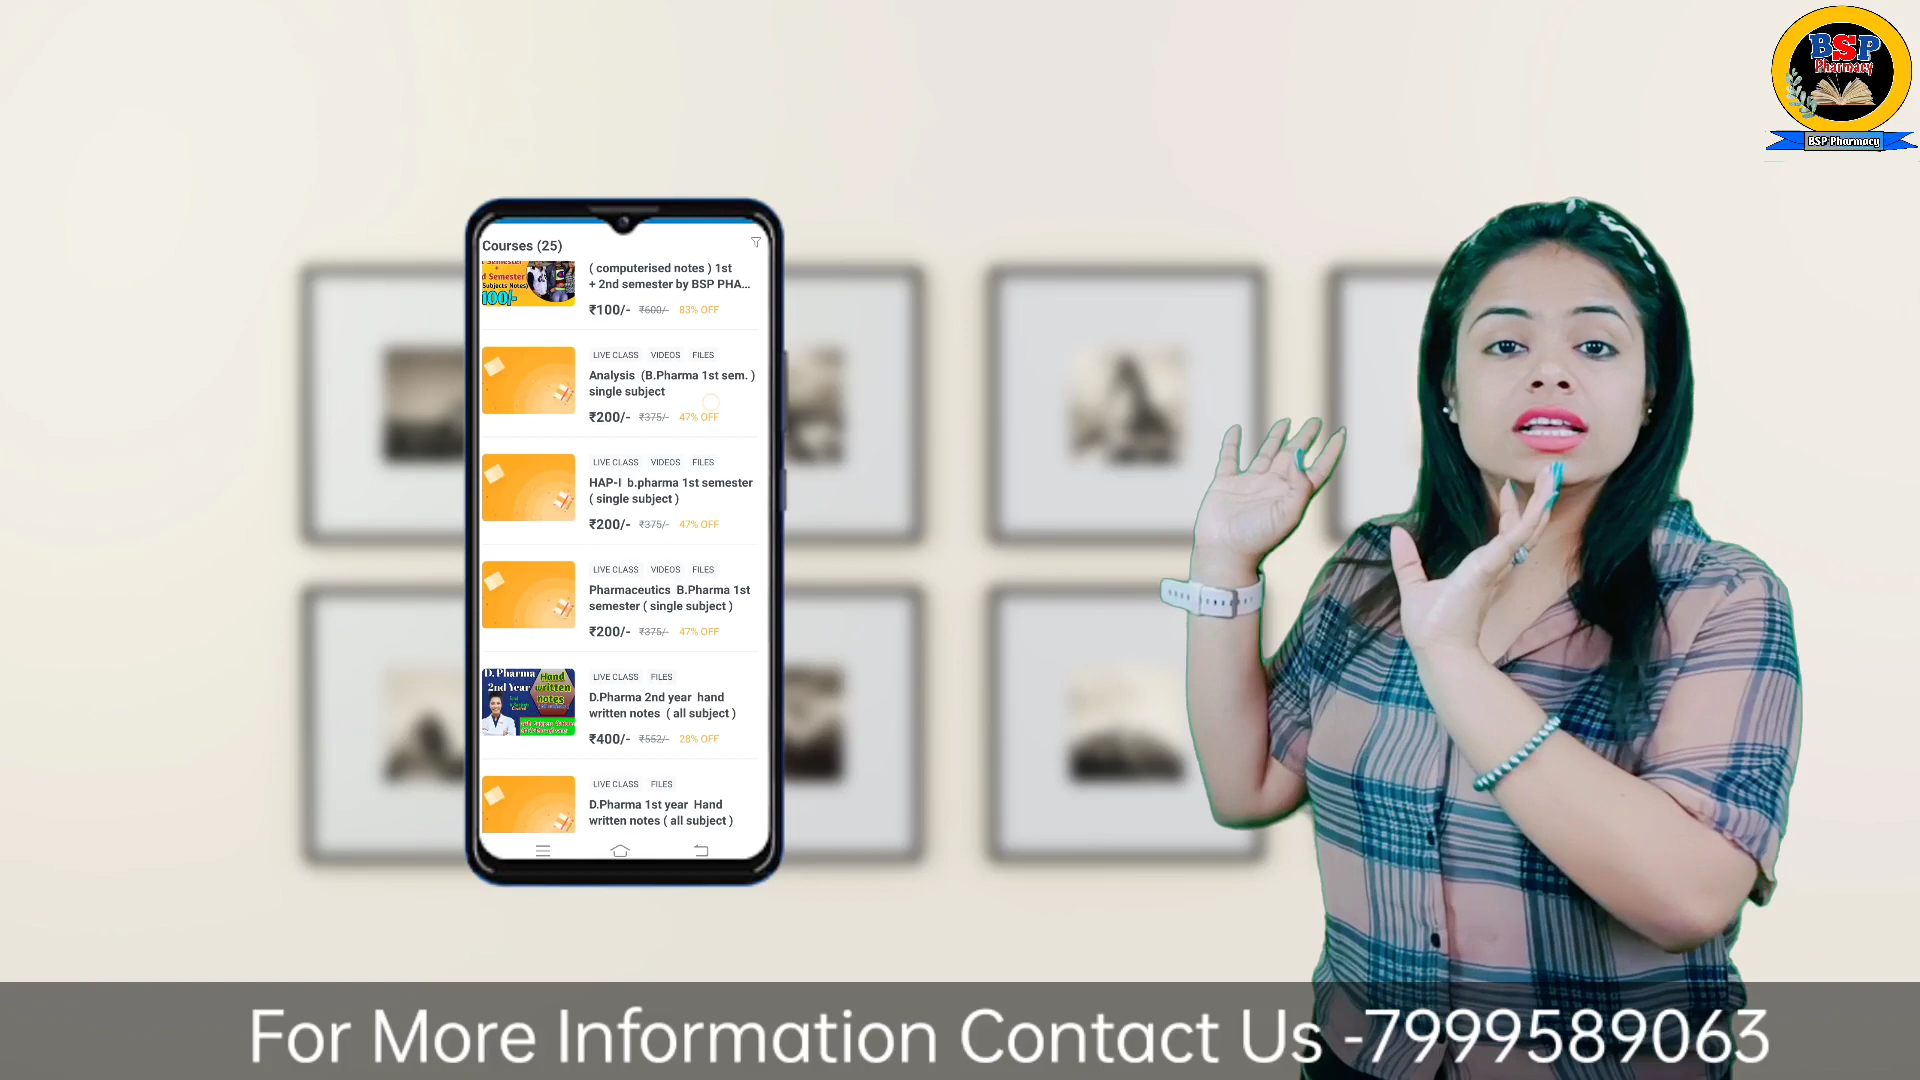 BSP
Pharmacy
BSP Pharmacy
Courses (25)
d Semester
Subjects Notes)
100/-
( computerised notes ) 1st
+ 2nd semester by BSP PHA...
₹100/- ₹600/- 83% OFF
LIVE CLASS VIDEOS FILES
Analysis (B.Pharma 1st sem. )
single subject
₹200/- ₹375/- 47% OFF
LIVE CLASS VIDEOS FILES
HAP-I b.pharma 1st semester
( single subject )
₹200/- ₹375/- 47% OFF
LIVE CLASS VIDEOS FILES
Pharmaceutics B.Pharma 1st
semester ( single subject )
₹200/- ₹375/- 47% OFF
D.Pharma
2nd Year
Hand
written
notes
LIVE CLASS FILES
D.Pharma 2nd year hand
written notes ( all subject )
₹400/- ₹552/- 28% OFF
LIVE CLASS FILES
D.Pharma 1st year Hand
written notes ( all subject )
For More Information Contact Us -7999589063